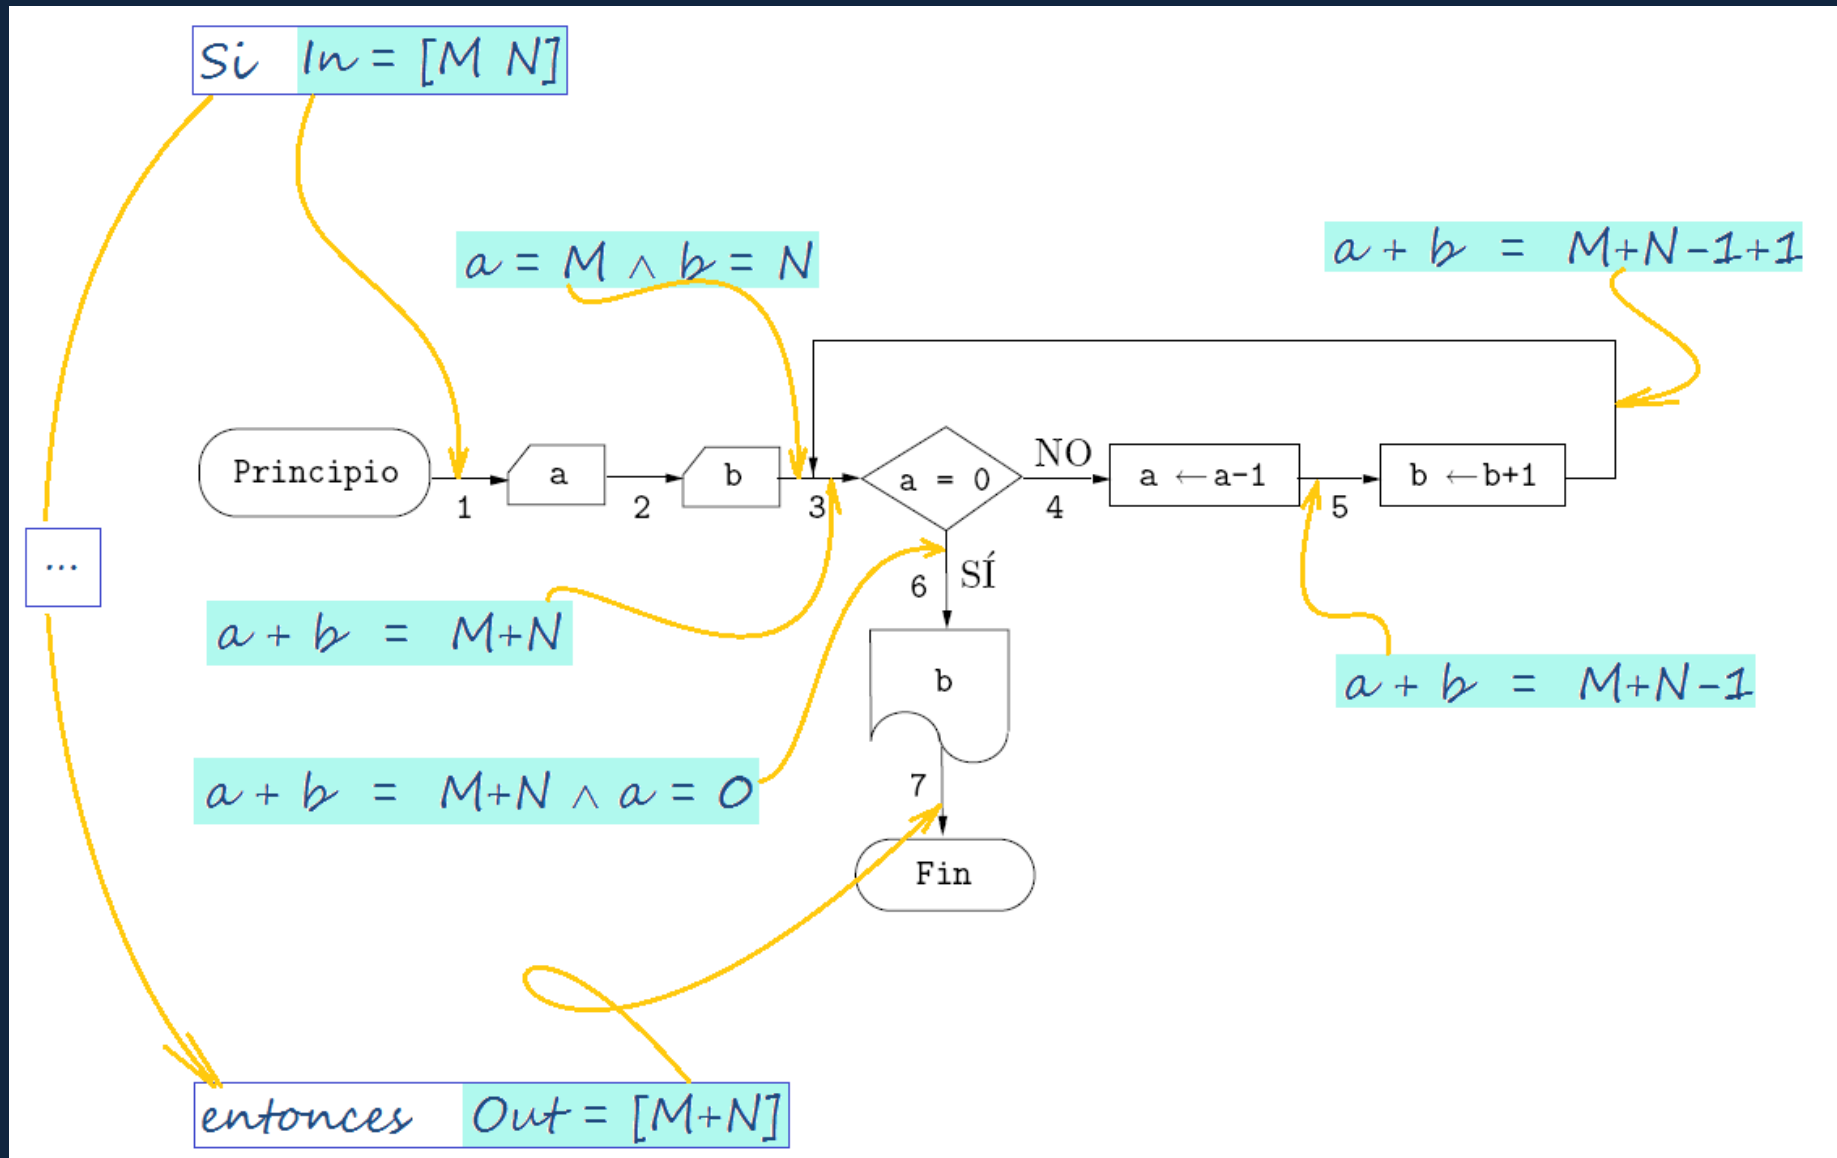 Si In = [M N]
a = M ∧ b = N
a + b = M+N-1+1
Principio
1
a
2
b
3
a = 0
NO
4
a ←a-1
5
b ←b+1
...
a + b = M+N
6
SÍ
b
a + b = M+N-1
a + b = M+N ∧ a = 0
7
Fin
entonces Out = [M+N]